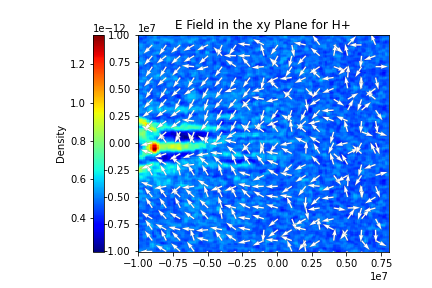 E Field in the xy Plane for H+
1e−12
1e7
Density
1.2
1.0
0.8
0.6
0.4
1.00
0.75
0.50
0.25
0.00
−0.25
−0.50
−0.75
−1.00
−1.00 −0.75 −0.50 −0.25 0.00 0.25 0.50 0.75
1e7